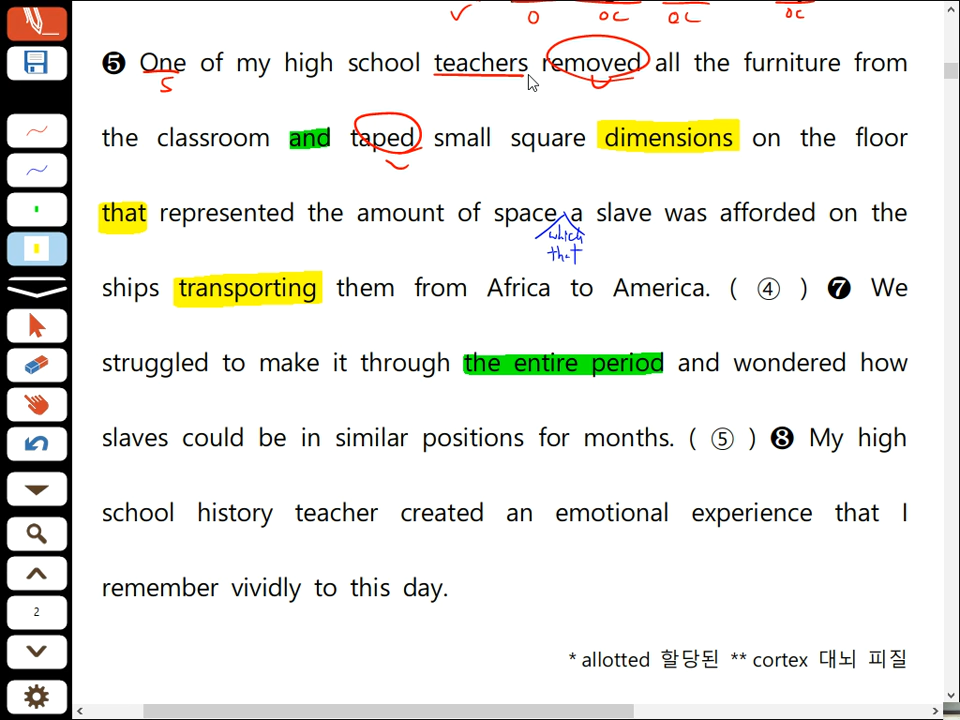 ✓ O OC OC OC
❺ One of my high school teachers removed all the furniture from
S
the classroom and taped small square dimensions on the floor
that represented the amount of space a slave was afforded on the
which
that
ships transporting them from Africa to America. ( ④ ) ❼ We
struggled to make it through the entire period and wondered how
slaves could be in similar positions for months. ( ⑤ ) ❽ My high
school history teacher created an emotional experience that I
remember vividly to this day.
2
* allotted 할당된 ** cortex 대뇌 피질